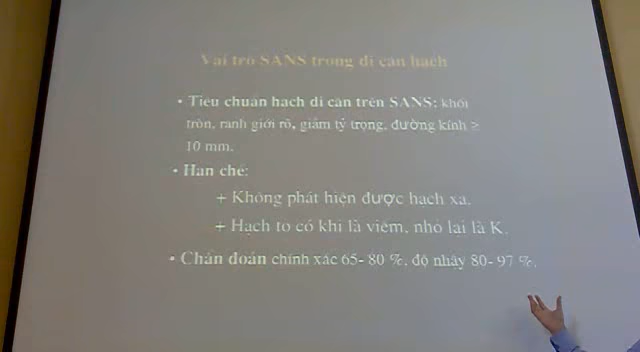 Vai trò SANS trong di căn hạch
• Tiêu chuẩn hạch di căn trên SANS: khối
tròn, ranh giới rõ, giảm tỷ trọng, đường kính ≥
10 mm.
• Hạn chế:
+ Không phát hiện được hạch xa.
+ Hạch to có khi là viêm, nhỏ lại là K.
• Chẩn đoán chính xác 65- 80 %, độ nhậy 80- 97 %.